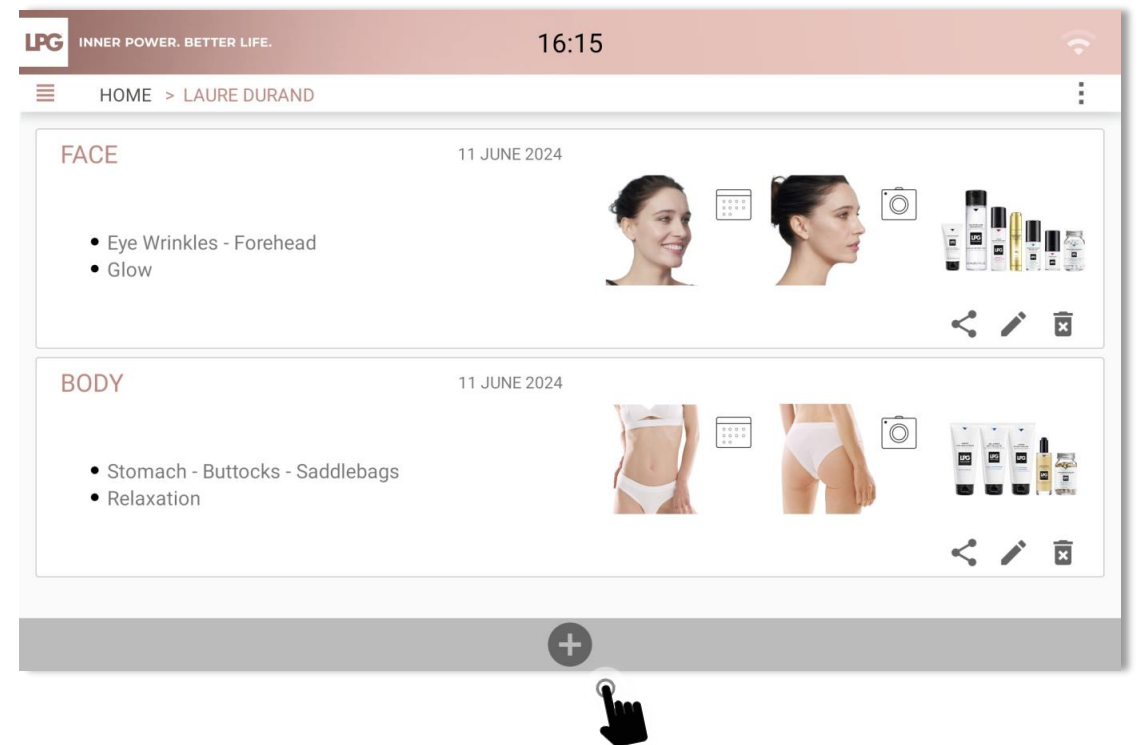 LPG INNER POWER. BETTER LIFE. 16:15
HOME > LAURE DURAND
FACE 11 JUNE 2024
• Eye Wrinkles - Forehead
• Glow
BODY 11 JUNE 2024
• Stomach - Buttocks - Saddlebags
• Relaxation